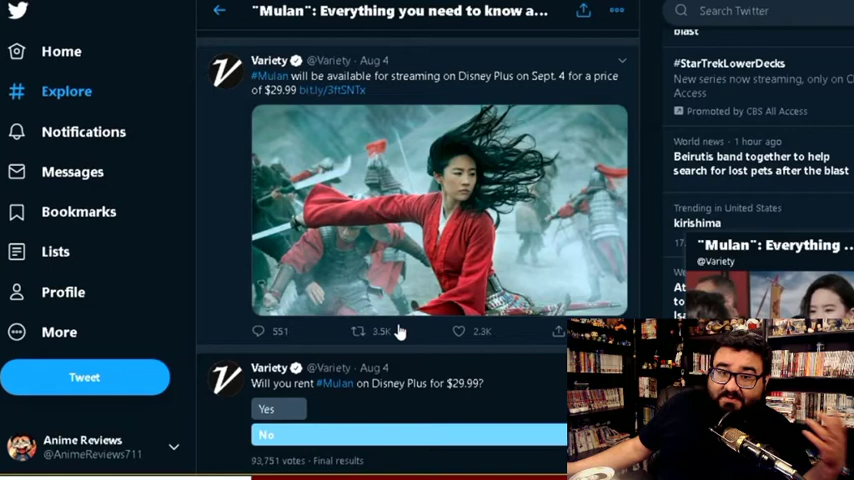 "Mulan": Everything you need to know a...
Search Twitter
Home
Explore
Notifications
Messages
Bookmarks
Lists
Profile
More
Tweet
Anime Reviews
@AnimeReviews711
Variety @Variety · Aug 4
#Mulan will be available for streaming on Disney Plus on Sept. 4 for a price
of $29.99 bit.ly/3ftSNTx
551
3.5K
2.3K
Variety @Variety · Aug 4
Will you rent #Mulan on Disney Plus for $29.99?
Yes
No
93,751 votes · Final results
blast
#StarTrekLowerDecks
New series now streaming, only on C
Access
Promoted by CBS All Access
World news · 1 hour ago
Beirutis band together to help
search for lost pets after the blast
Trending in United States
kirishima
17.
"Mulan": Everything ...
@Variety
We
At
to
Isa